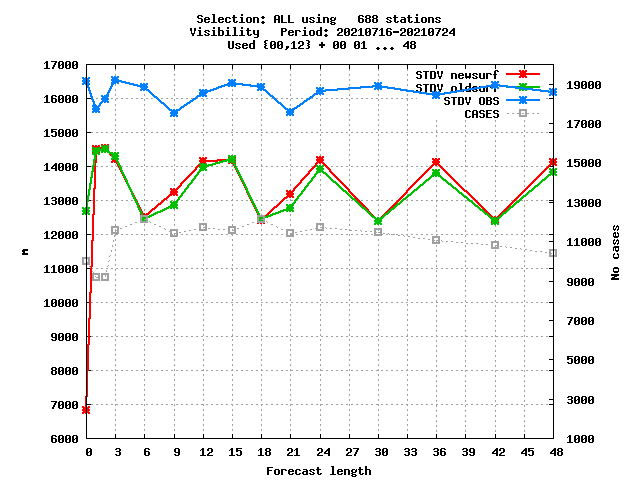 Selection: ALL using 688 stations
Visibility Period: 20210716-20210724
Used {00,12} + 00 01 ... 48
STDV newsurf
STDV oldsurf
STDV OBS
CASES
17000
16000
15000
14000
13000
12000
11000
10000
9000
8000
7000
6000
m
19000
17000
15000
13000
11000
9000
7000
5000
3000
1000
No cases
0 3 6 9 12 15 18 21 24 27 30 33 36 39 42 45 48
Forecast length